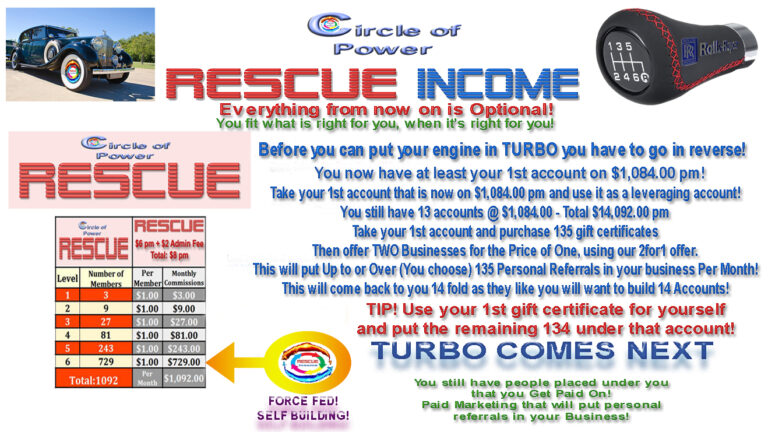 Circle of
Power
RESCUE INCOME
Everything from now on is Optional!
You fit what is right for you, when it's right for you!
1 3 5
2 4 6 R
Circle of
Power
RESCUE
Before you can put your engine in TURBO you have to go in reverse!
You now have at least your 1st account on $1,084.00 pm!
Take your 1st account that is now on $1,084.00 pm and use it as a leveraging account!
You still have 13 accounts @ $1,084.00 - Total $14,092.00 pm
Take your 1st account and purchase 135 gift certificates
Then offer TWO Businesses for the Price of One, using our 2for1 offer.
This will put Up to or Over (You choose) 135 Personal Referrals in your business Per Month!
This will come back to you 14 fold as they like you will want to build 14 Accounts!
TIP! Use your 1st gift certificate for yourself
and put the remaining 134 under that account!
TURBO COMES NEXT
You still have people placed under you
that you Get Paid On!
Paid Marketing that will put personal
referrals in your Business!
Circle of
Power
RESCUE
RESCUE
$6 pm + $2 Admin Fee
Total: $8 pm
Level Number of Members Per Member Monthly Commissions
1 3 $1.00 $3.00
2 9 $1.00 $9.00
3 27 $1.00 $27.00
4 81 $1.00 $81.00
5 243 $1.00 $243.00
6 729 $1.00 $729.00
Total:1092 Per Month $1,092.00
RESCUE
FORCE FED!
SELF BUILDING!